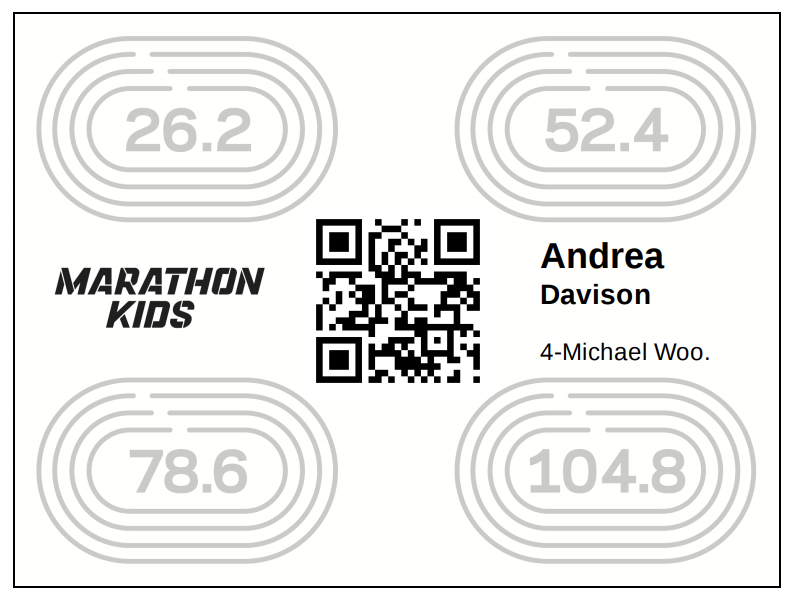 26.2
52.4
MARATHON
KIDS
Andrea
Davison
4-Michael Woo.
78.6
104.8